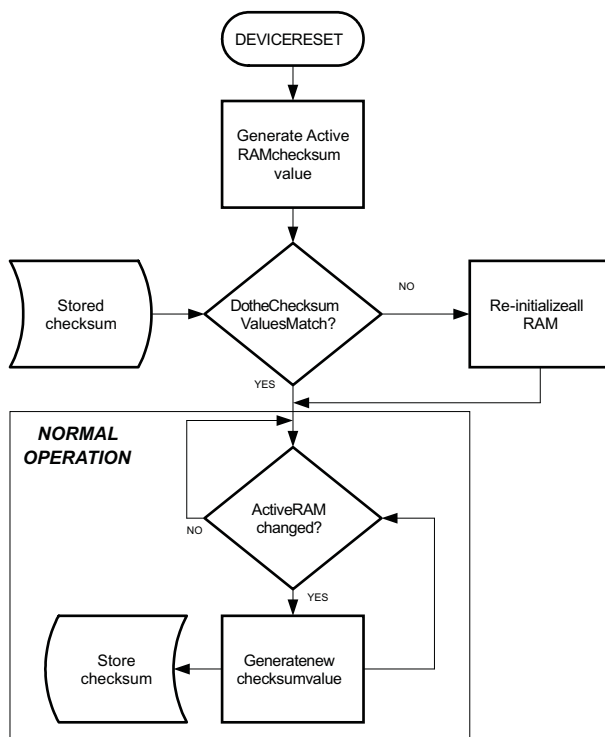 DEVICERESET
Generate Active
RAMchecksum
value
Stored
checksum
DotheChecksum
ValuesMatch?
NO
Re-initializeall
RAM
YES
NORMAL
OPERATION
ActiveRAM
changed?
NO
YES
Store
checksum
Generatenew
checksumvalue